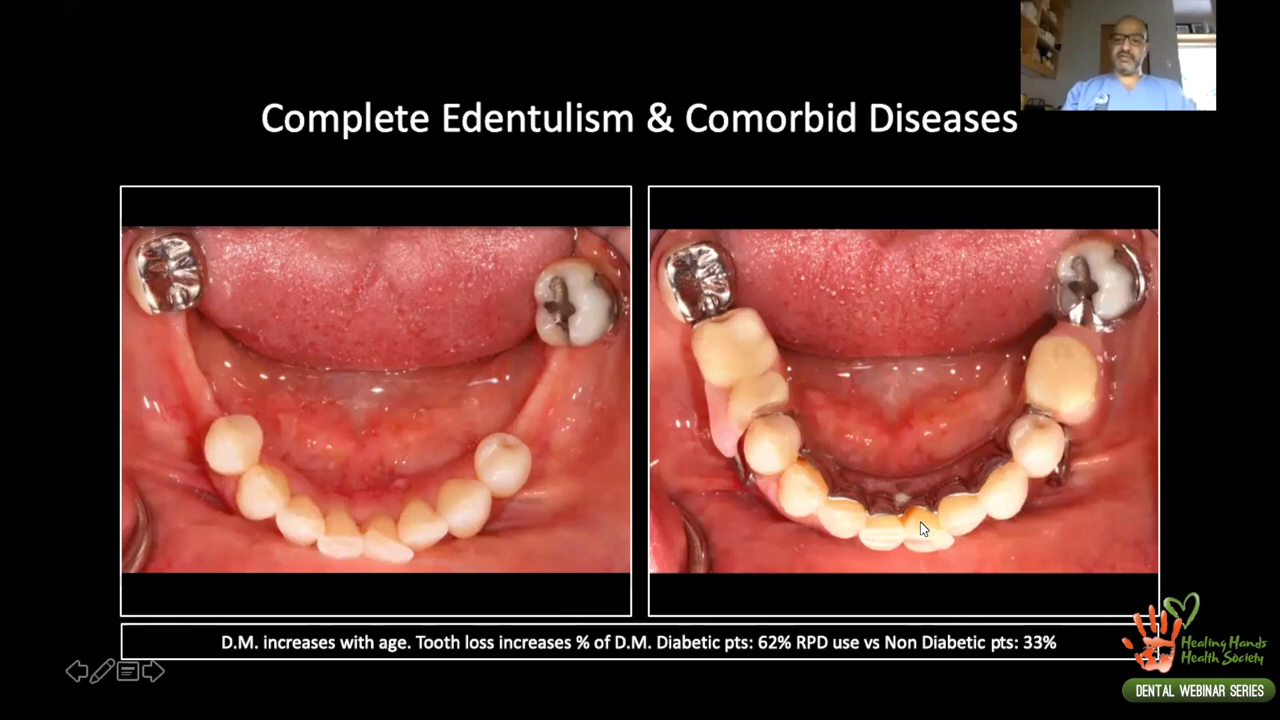 Complete Edentulism & Comorbid Diseases
D.M. increases with age. Tooth loss increases % of D.M. Diabetic pts: 62% RPD use vs Non Diabetic pts: 33%
Healing Hands
Health Society
DENTAL WEBINAR SERIES